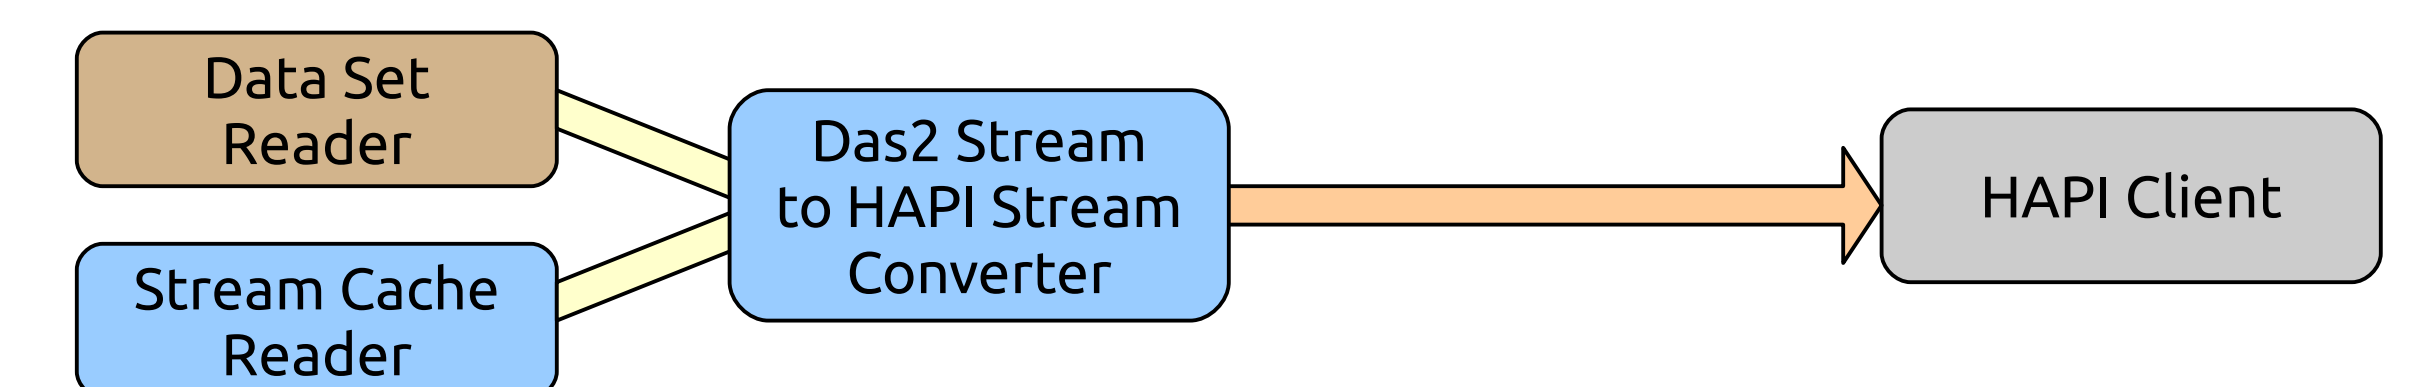 Data Set
Reader
Stream Cache
Reader
Das2 Stream
to HAPI Stream
Converter
HAPI Client